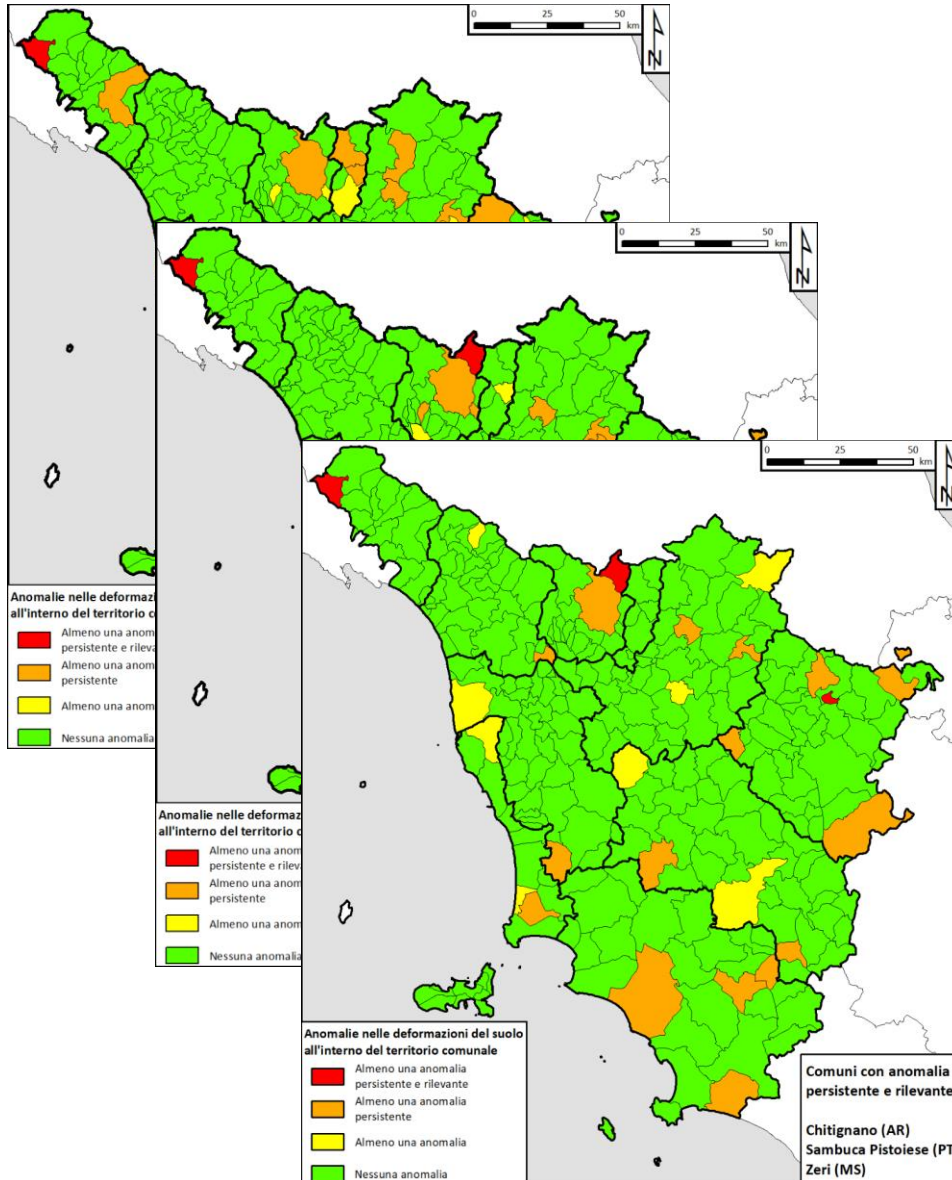 0 25 50
km
N
Anomalie nelle deformazi
all'interno del territorio c
Almeno una anom
persistente e rileva
Almeno una anom
persistente
Almeno una anom
Nessuna anomalia
0 25 50
km
N
Anomalie nelle deformaz
all'interno del territorio c
Almeno una anom
persistente e rileva
Almeno una anom
persistente
Almeno una anom
Nessuna anomalia
0 25 50
km
N
Anomalie nelle deformazioni del suolo
all'interno del territorio comunale
Almeno una anomalia
persistente e rilevante
Almeno una anomalia
persistente
Almeno una anomalia
Nessuna anomalia
Comuni con anomalia
persistente e rilevante
Chitignano (AR)
Sambuca Pistoiese (PT
Zeri (MS)